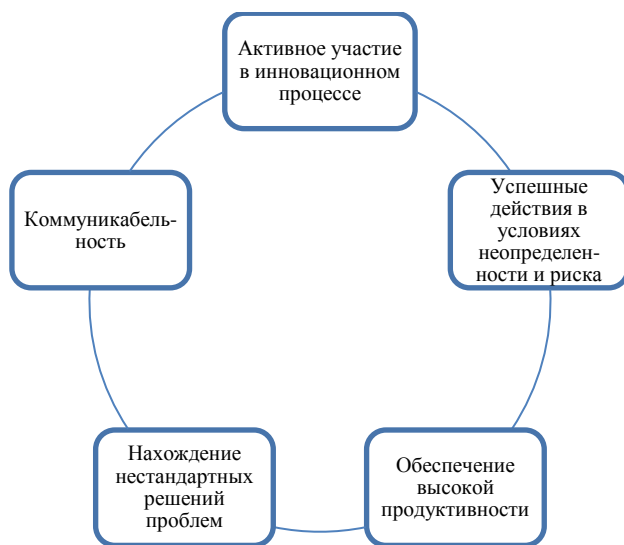 Активное участие
в инновационном
процессе
Успешные
действия в
условиях
неопределен-
ности и риска
Обеспечение
высокой
продуктивности
Нахождение
нестандартных
решений
проблем
Коммуникабель-
ность